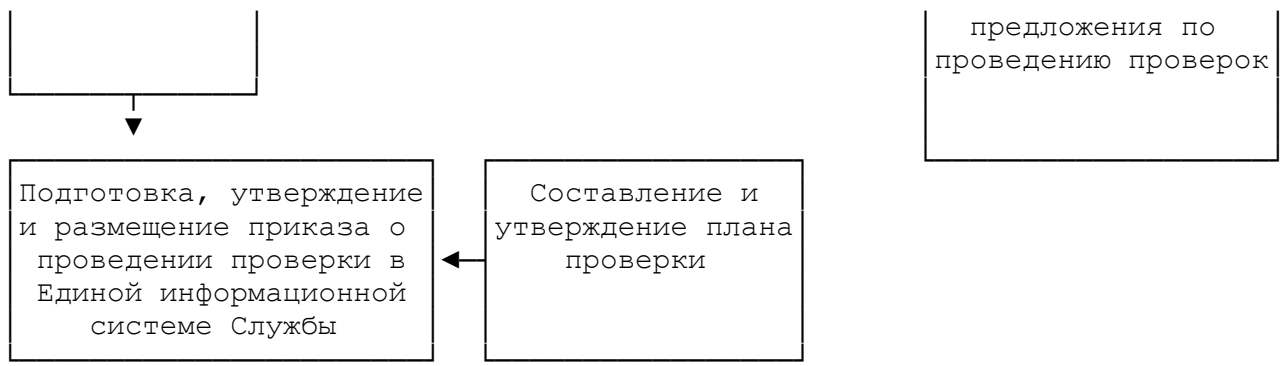 предложения по
проведению проверок
Подготовка, утверждение
и размещение приказа о
проведении проверки в
Единой информационной
системе Службы
Составление и
утверждение плана
проверки